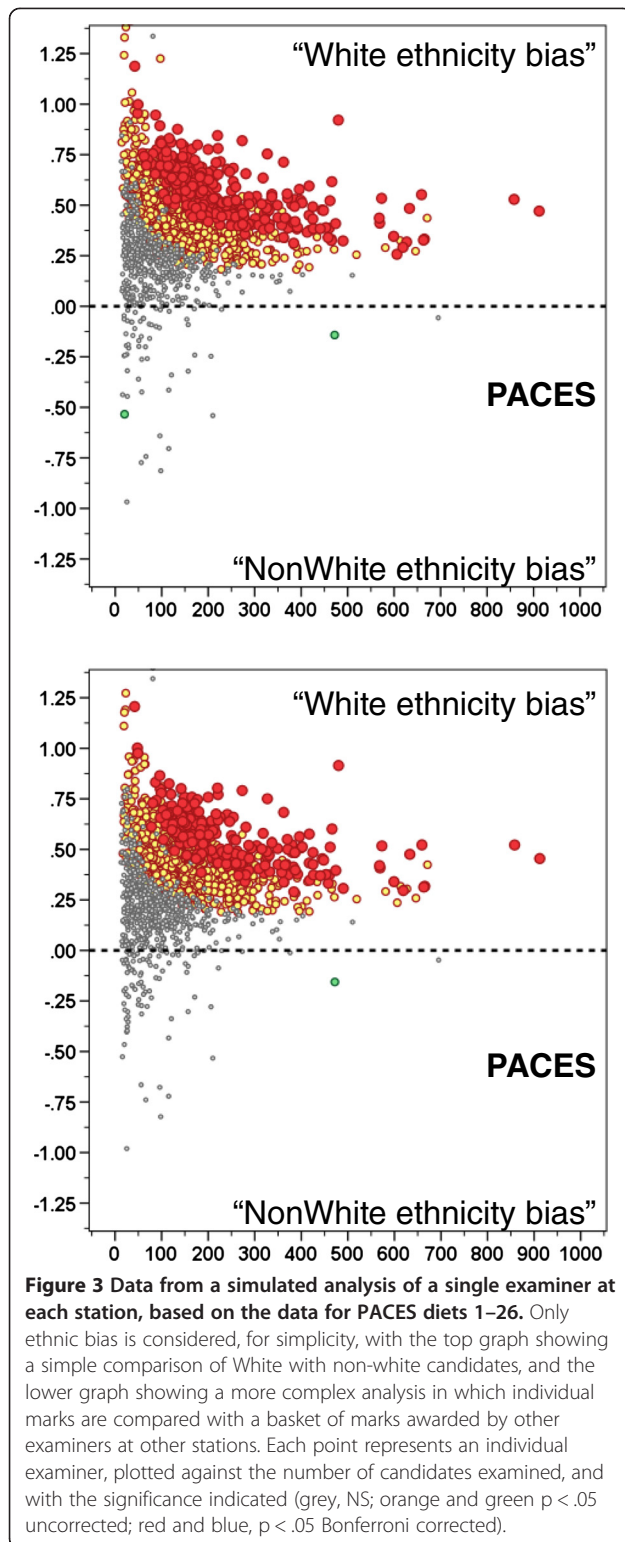 1.25
1.00
.75
.50
.25
.00
-.25
-.50
-.75
-1.00
-1.25
“White ethnicity bias”
PACES
“NonWhite ethnicity bias”
0 100 200 300 400 500 600 700 800 900 1000
1.25
1.00
.75
.50
.25
.00
-.25
-.50
-.75
-1.00
-1.25
“White ethnicity bias”
PACES
“NonWhite ethnicity bias”
0 100 200 300 400 500 600 700 800 900 1000
Figure 3 Data from a simulated analysis of a single examiner at
each station, based on the data for PACES diets 1–26. Only
ethnic bias is considered, for simplicity, with the top graph showing
a simple comparison of White with non-white candidates, and the
lower graph showing a more complex analysis in which individual
marks are compared with a basket of marks awarded by other
examiners at other stations. Each point represents an individual
examiner, plotted against the number of candidates examined, and
with the significance indicated (grey, NS; orange and green p < .05
uncorrected; red and blue, p < .05 Bonferroni corrected).